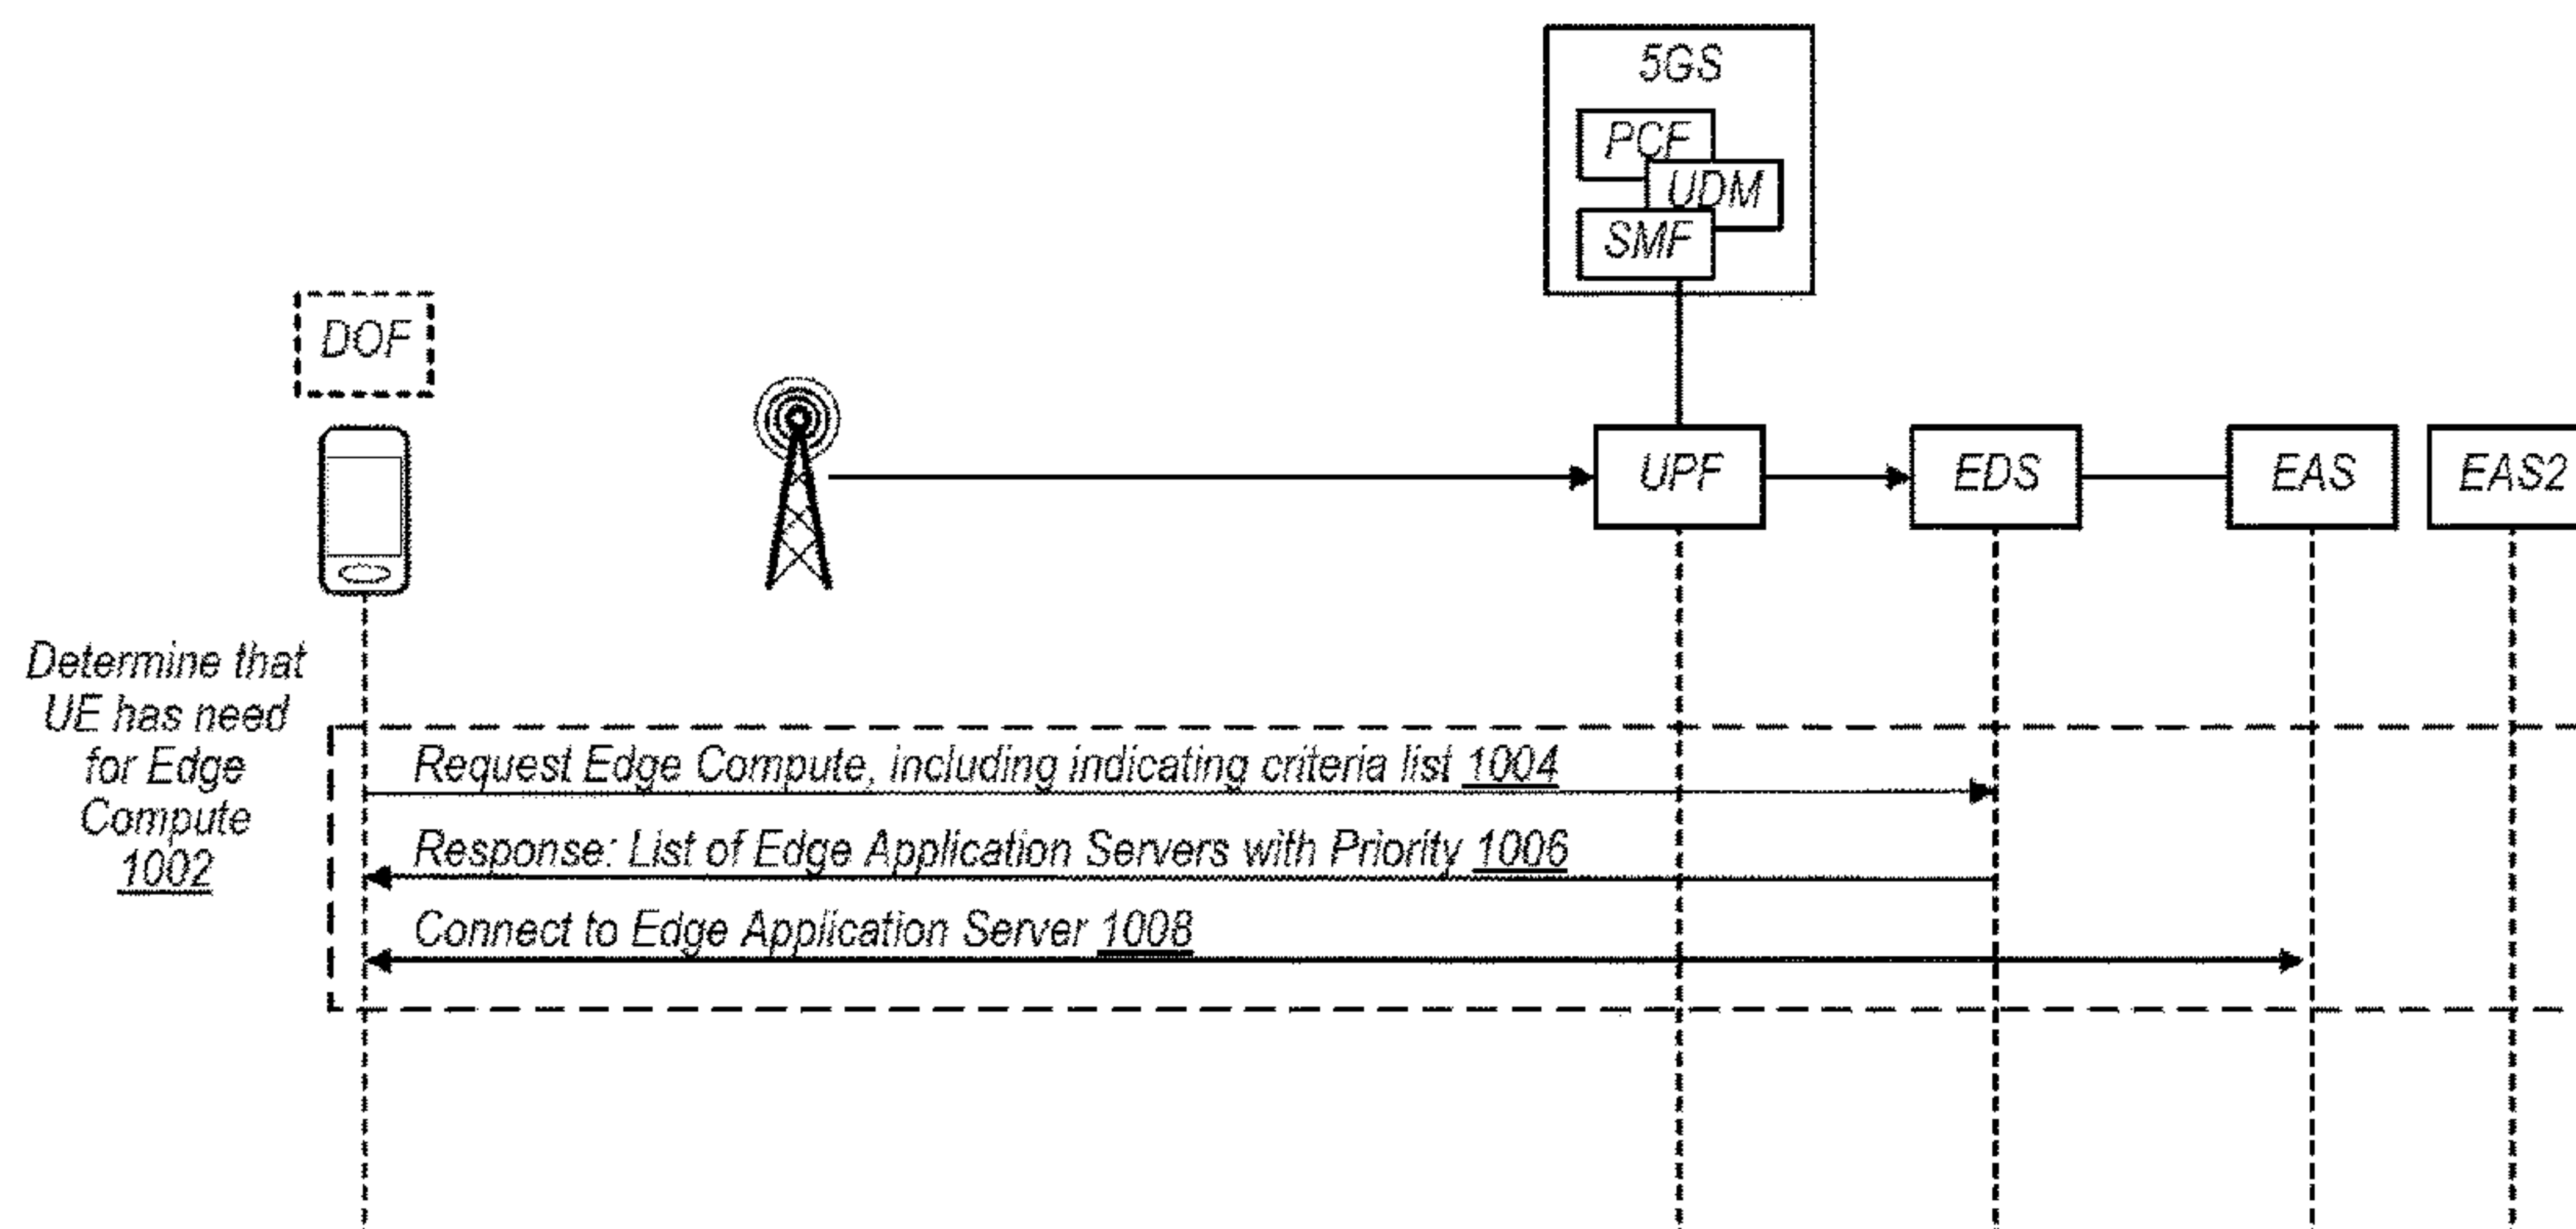 5GS
PCF
UDM
SMF
DOF
UPF
EDS
EAS
EAS2
Determine that
UE has need
for Edge
Compute
1002
Request Edge Compute, including indicating criteria list 1004
Response: List of Edge Application Servers with Priority 1006
Connect to Edge Application Server 1008